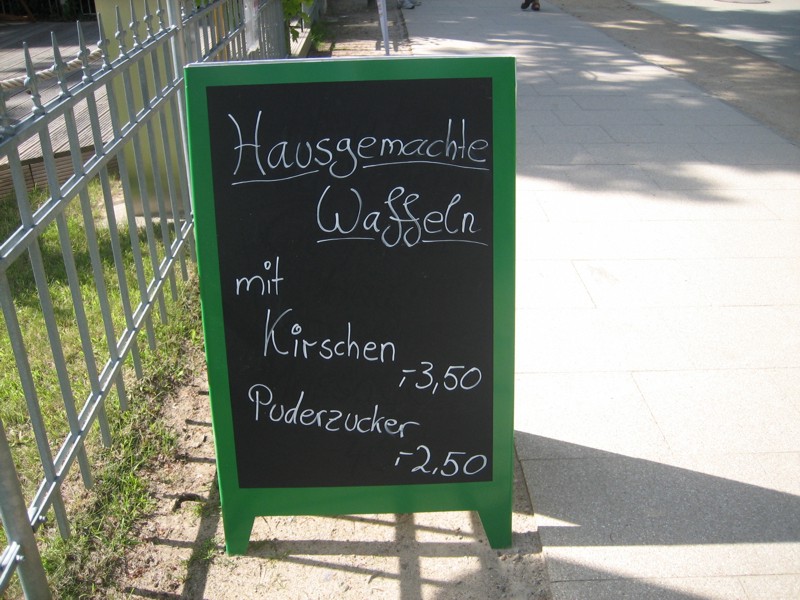 Hausgemachte
Waffeln
mit
Kirschen
,-3,50
Puderzucker
,-2,50